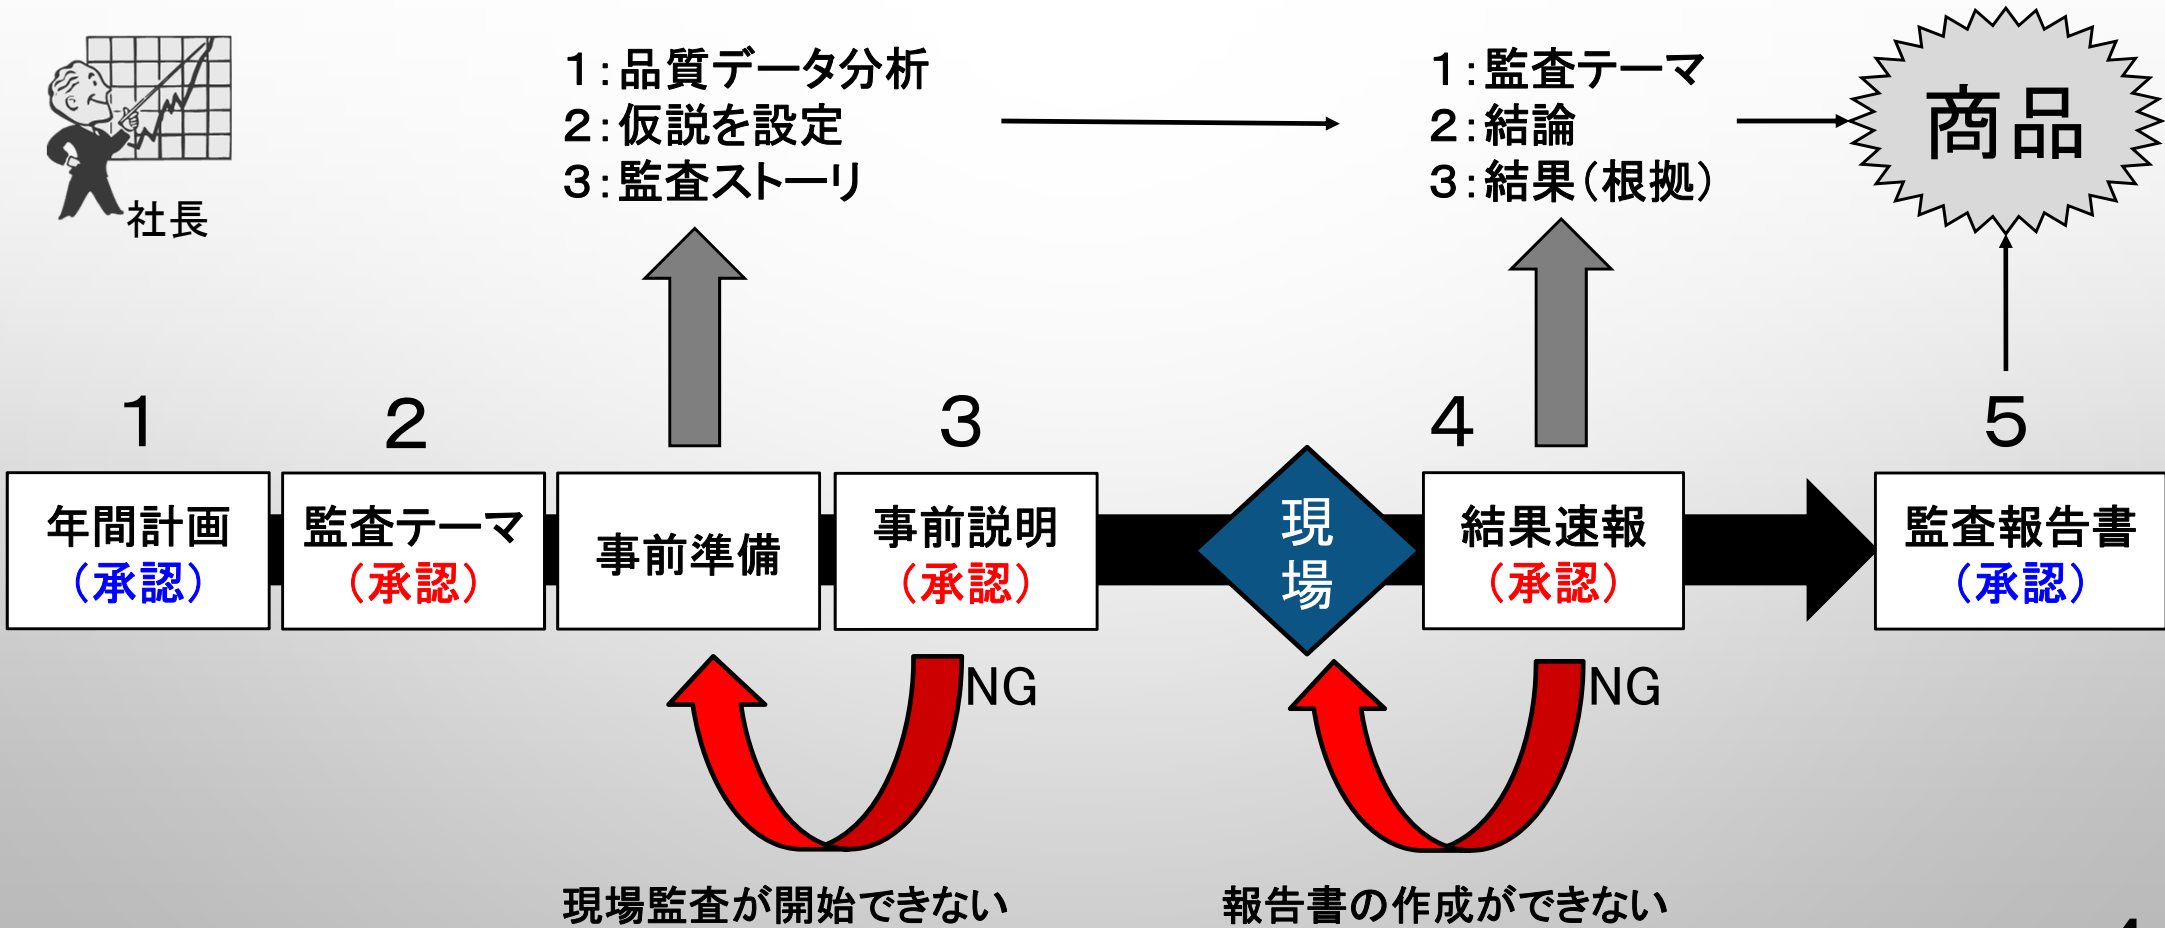 社長
1:品質データ分析
2:仮説を設定
3:監査ストーリ
1:監査テーマ
2:結論
3:結果(根拠)
商品
1
2
3
4
5
年間計画
(承認)
監査テーマ
(承認)
事前準備
事前説明
(承認)
現
場
結果速報
(承認)
監査報告書
(承認)
NG
NG
現場監査が開始できない
報告書の作成ができない